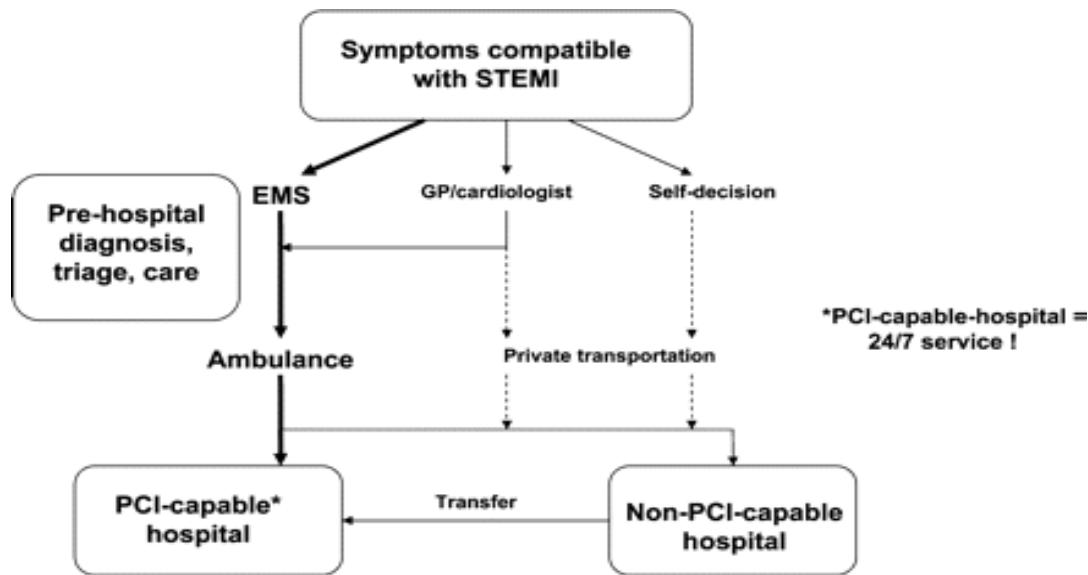 Symptoms compatible
with STEMI
EMS
GP/cardiologist
Self-decision
Pre-hospital
diagnosis,
triage, care
*PCI-capable-hospital =
24/7 service !
Ambulance
Private transportation
PCI-capable*
hospital
Transfer
Non-PCI-capable
hospital